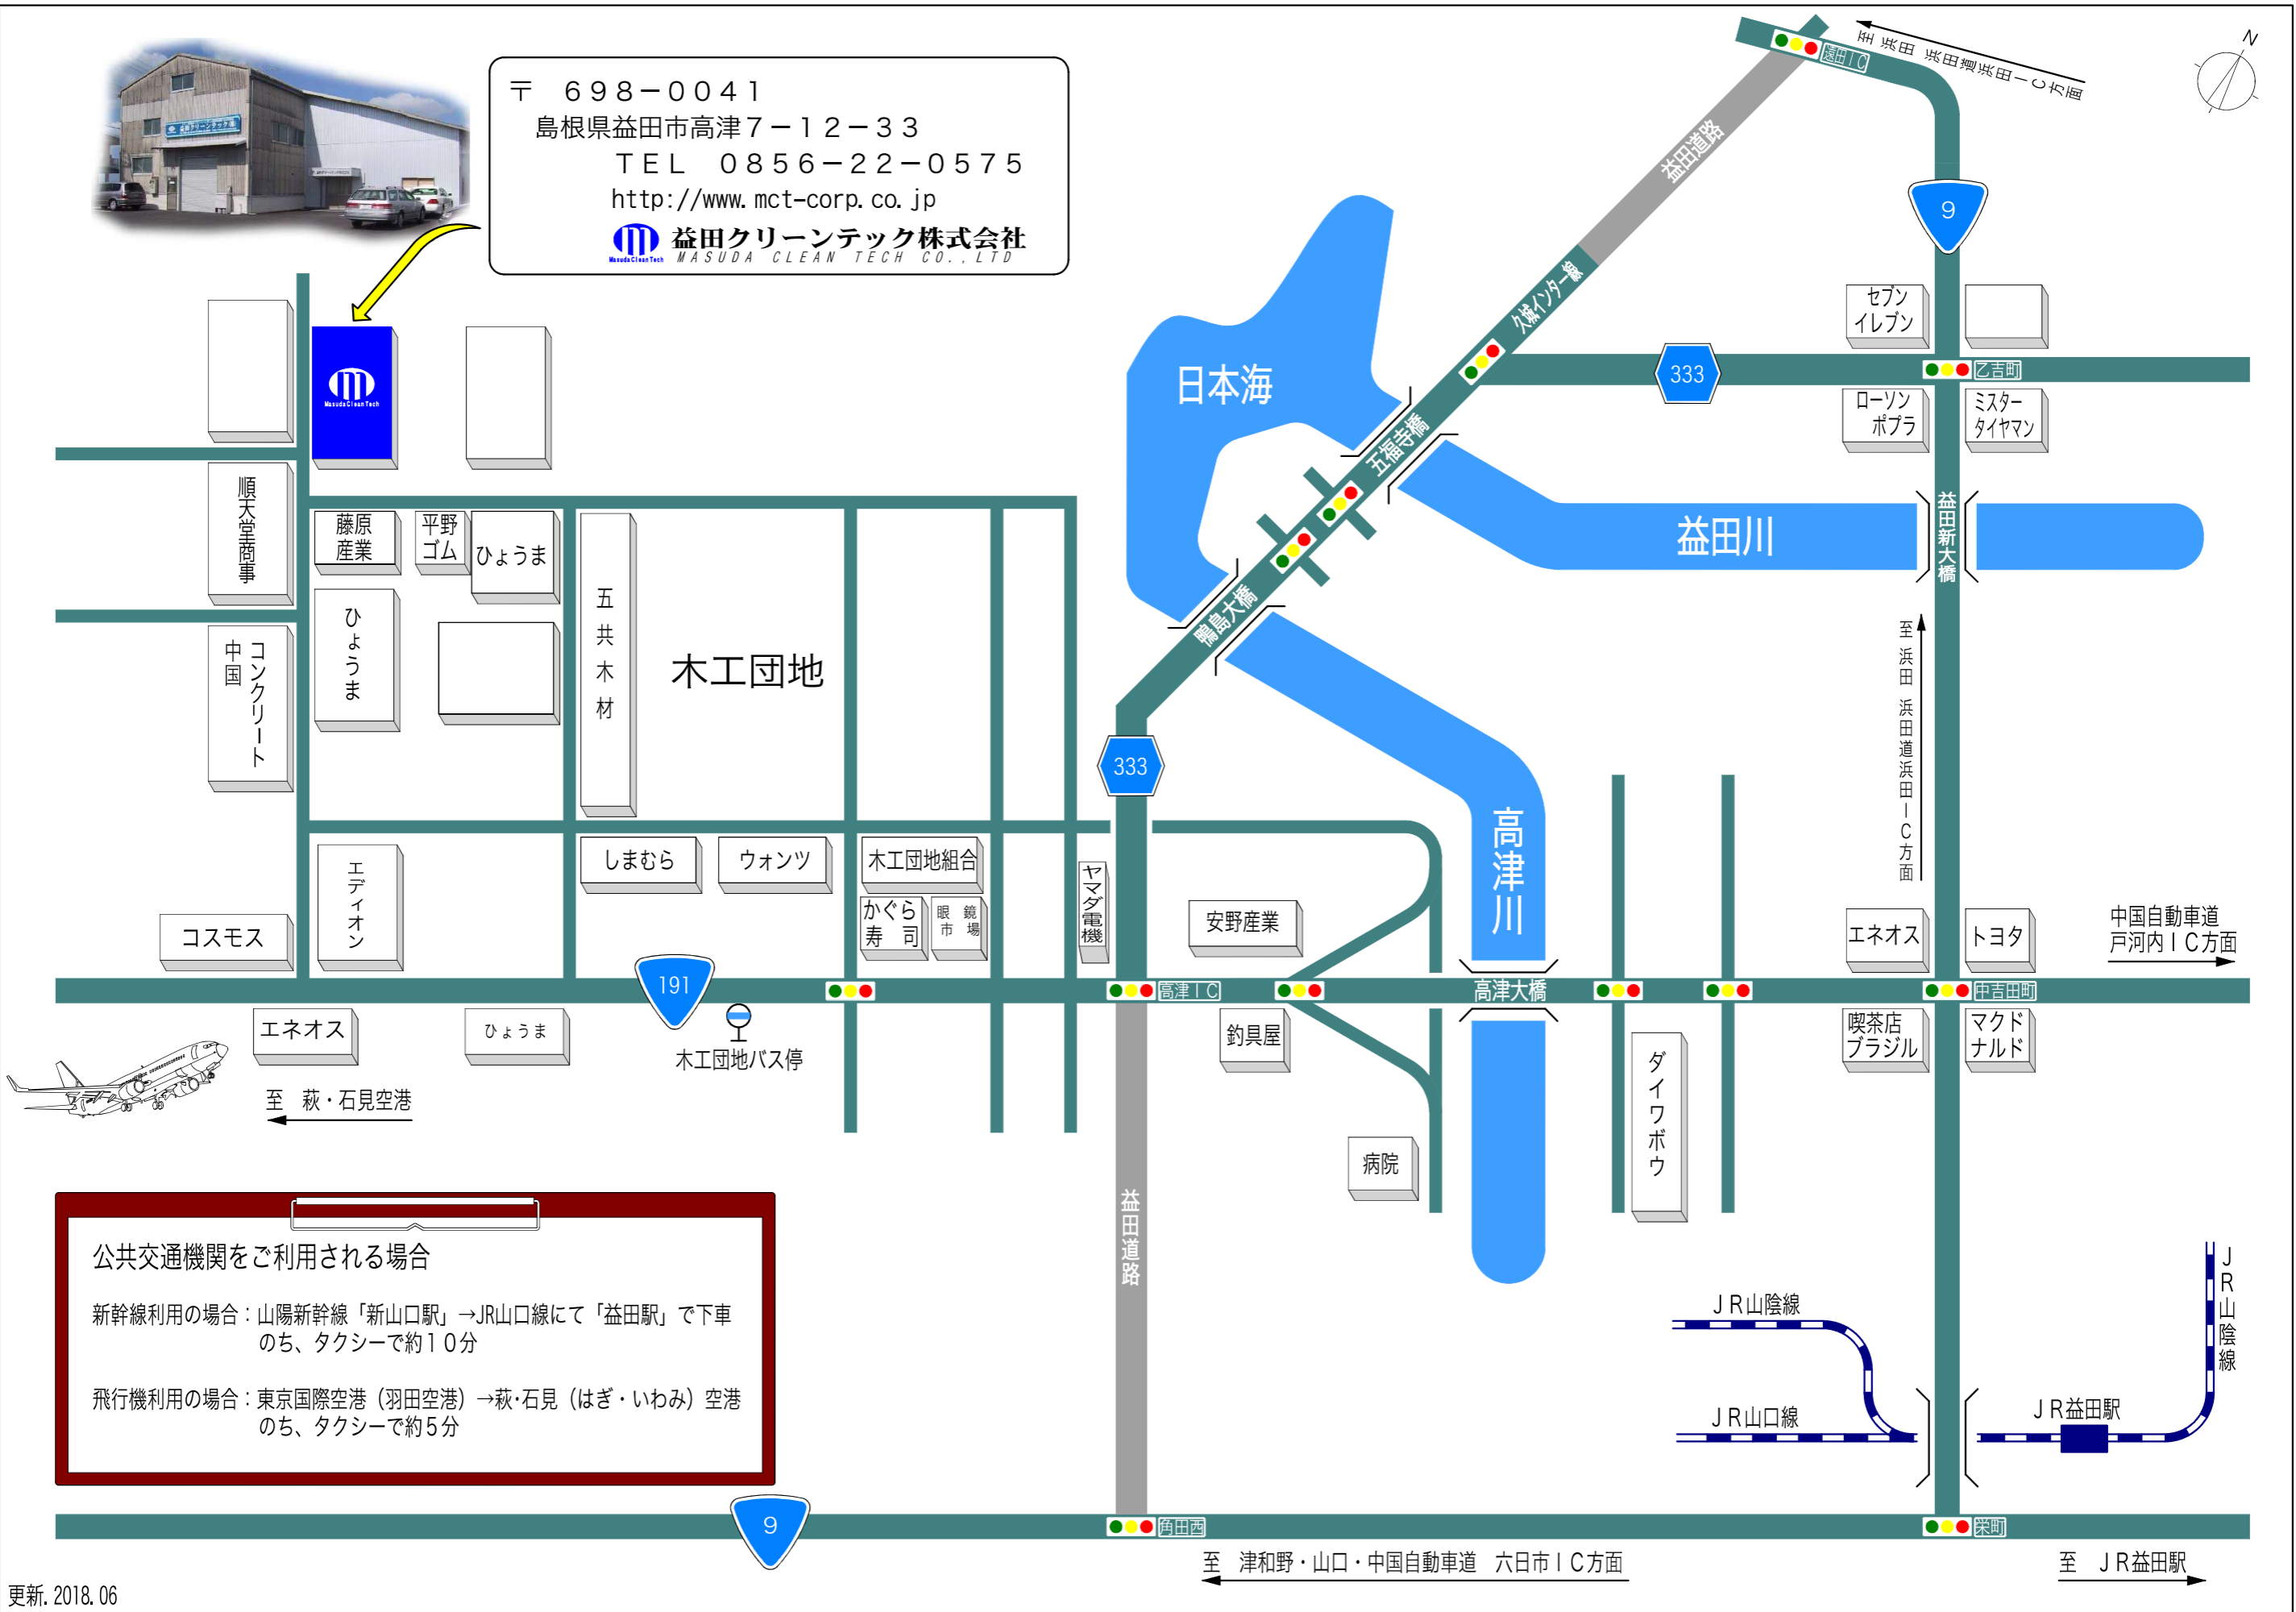 〒 698-0041
島根県益田市高津7-12-33
TEL 0856-22-0575
http://www.mct-corp.co.jp
Masuda Clean Tech
益田クリーンテック株式会社
MASUDA CLEAN TECH CO.,LTD
至 浜田 浜田道浜田IC方面
遠田IC
N
益田道路
9
久城インター線
セブン
イレブン
333
乙吉町
ローソン
ポプラ
ミスター
タイヤマン
日本海
五福寺橋
益田川
益田新大橋
鴨島大橋
Masuda Clean Tech
順天堂商事
藤原
産業
平野
ゴム
ひょうま
ひょうま
五共木材
木工団地
中国
コンクリート
333
高津川
至 浜田 浜田道浜田IC方面
エディオン
しまむら
ウォンツ
木工団地組合
かぐら
寿司
眼鏡
市場
ヤマダ電機
安野産業
コスモス
エネオス
トヨタ
中国自動車道
戸河内IC方面
191
高津IC
高津大橋
中吉田町
エネオス
ひょうま
木工団地バス停
釣具屋
ダイワボウ
喫茶店
ブラジル
マクド
ナルド
至 萩・石見空港
病院
益田道路
公共交通機関をご利用される場合
新幹線利用の場合：山陽新幹線「新山口駅」→JR山口線にて「益田駅」で下車
のち、タクシーで約10分
飛行機利用の場合：東京国際空港（羽田空港）→萩・石見（はぎ・いわみ）空港
のち、タクシーで約5分
JR山陰線
JR山陰線
JR山口線
JR益田駅
9
角田西
栄町
至 津和野・山口・中国自動車道 六日市IC方面
至 JR益田駅
更新.2018.06